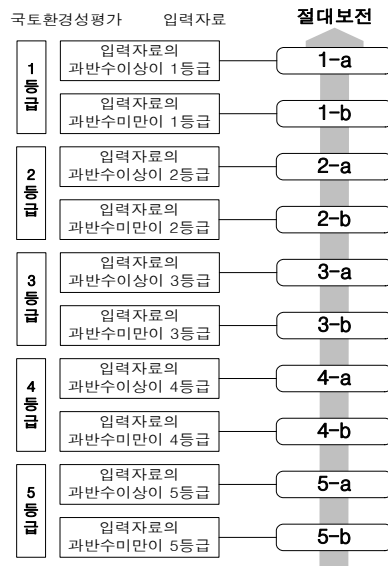 국토환경성평가 입력자료 절대보전
1등급
입력자료의
과반수이상이 1등급
1-a
입력자료의
과반수미만이 1등급
1-b
2등급
입력자료의
과반수이상이 2등급
2-a
입력자료의
과반수미만이 2등급
2-b
3등급
입력자료의
과반수이상이 3등급
3-a
입력자료의
과반수미만이 3등급
3-b
4등급
입력자료의
과반수이상이 4등급
4-a
입력자료의
과반수미만이 4등급
4-b
5등급
입력자료의
과반수이상이 5등급
5-a
입력자료의
과반수미만이 5등급
5-b